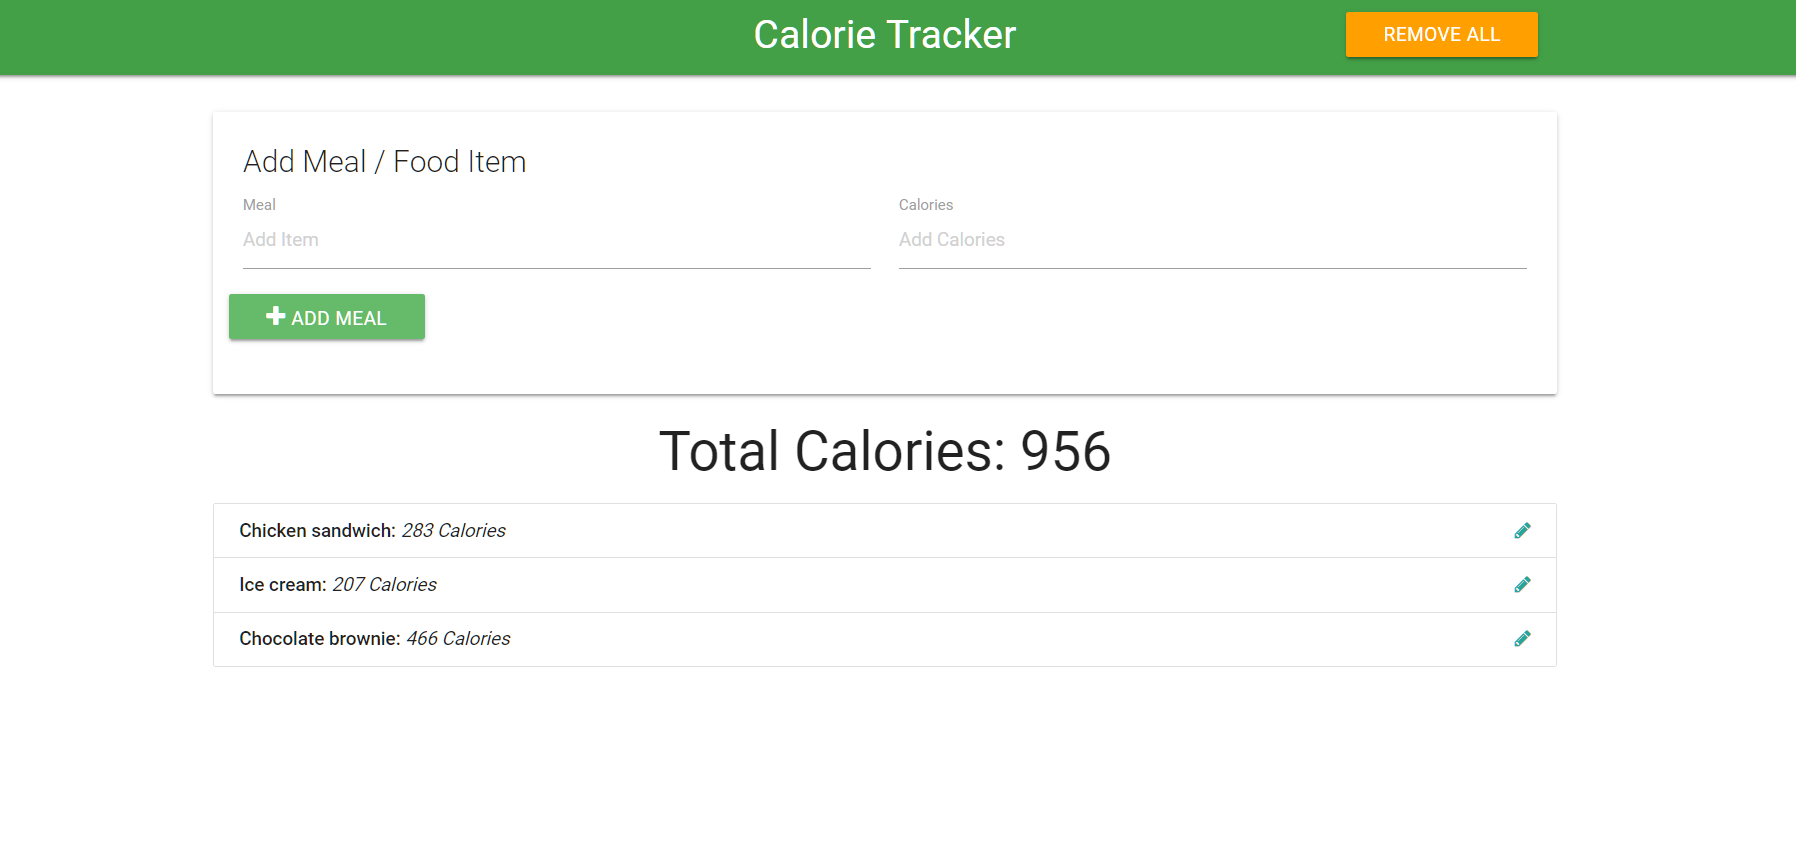 Calorie Tracker
REMOVE ALL
Add Meal / Food Item
Meal
Calories
Add Item
Add Calories
ADD MEAL
Total Calories: 956
Chicken sandwich: 283 Calories
Ice cream: 207 Calories
Chocolate brownie: 466 Calories